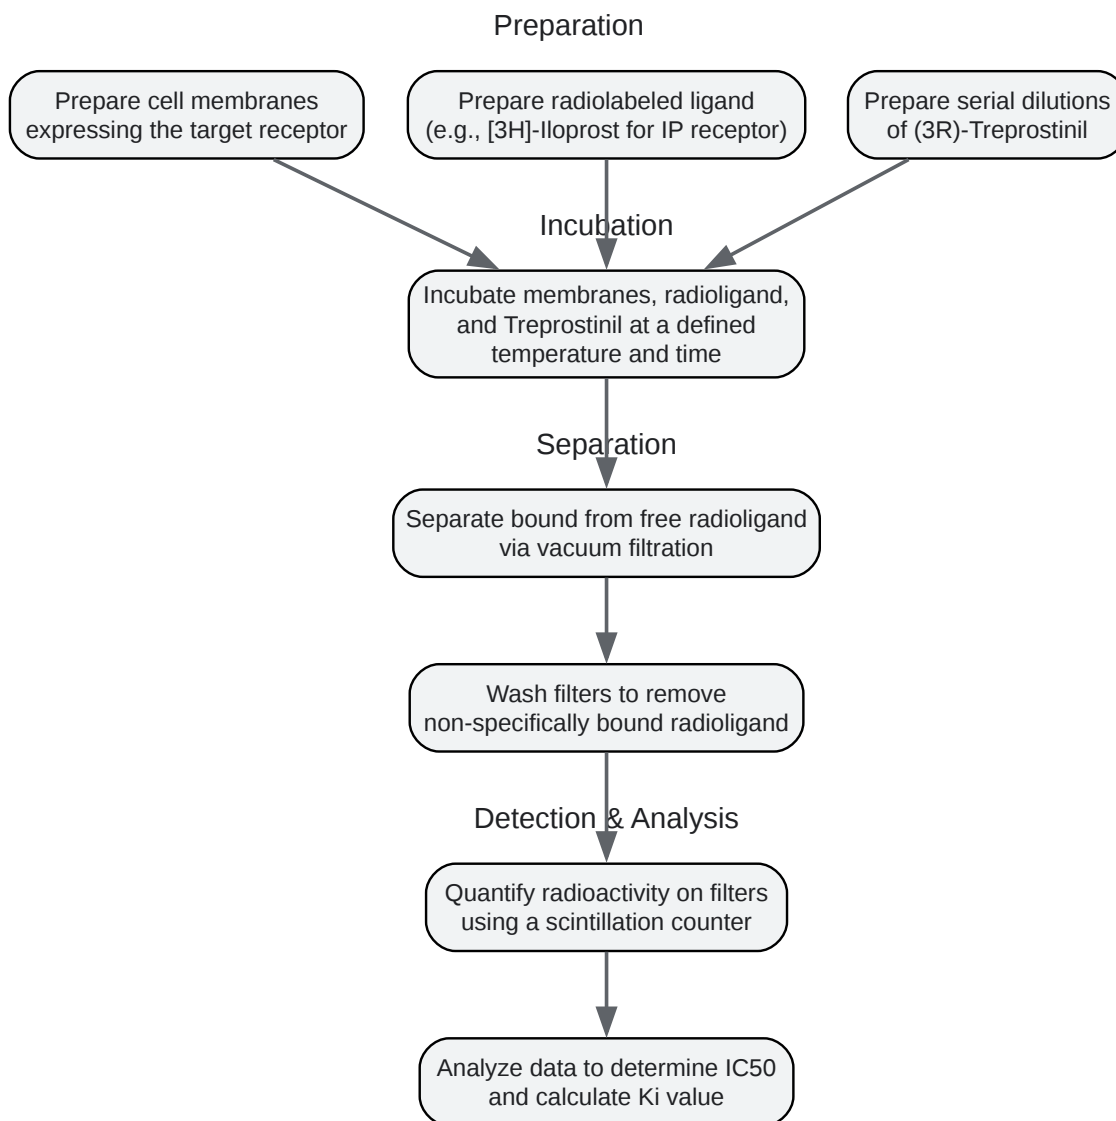 Preparation
Prepare cell membranes
expressing the target receptor
Prepare radiolabeled ligand
(e.g., [3H]-Iloprost for IP receptor)
Prepare serial dilutions
of (3R)-Treprostinil
Incubation
Incubate membranes, radioligand,
and Treprostinil at a defined
temperature and time
Separation
Separate bound from free radioligand
via vacuum filtration
Wash filters to remove
non-specifically bound radioligand
Detection & Analysis
Quantify radioactivity on filters
using a scintillation counter
Analyze data to determine IC50
and calculate Ki value